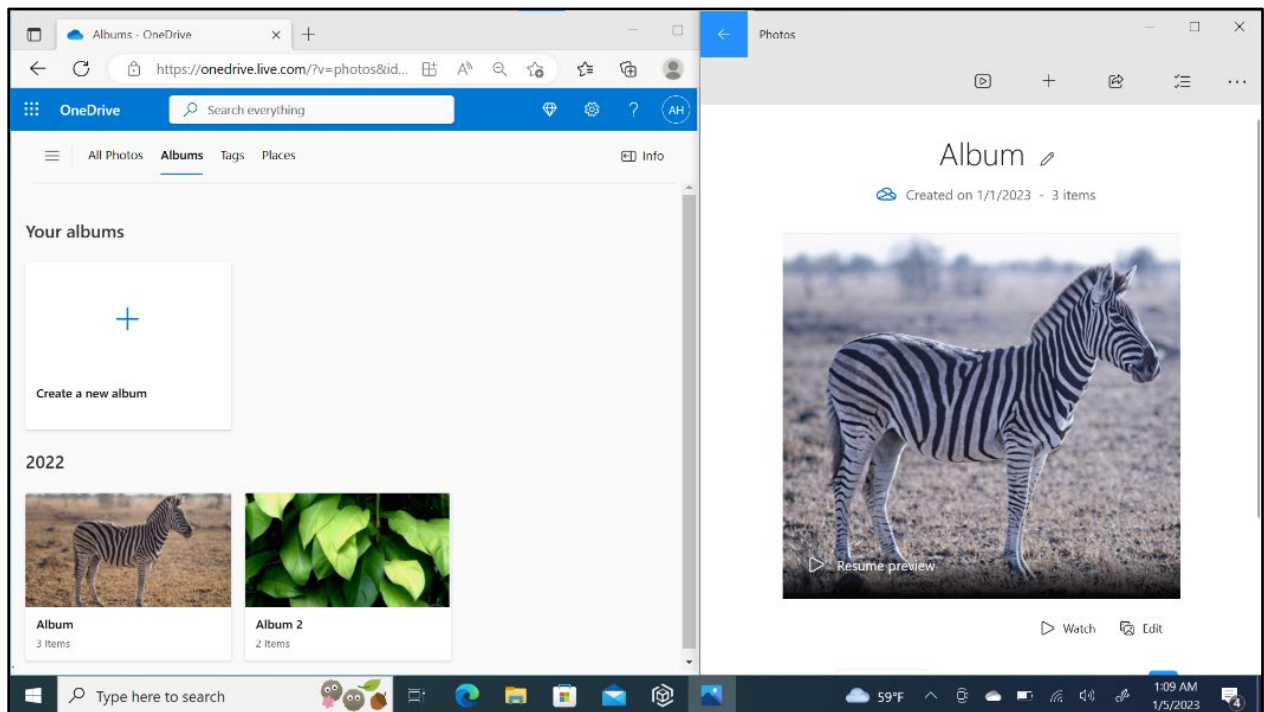 Albums - OneDrive
https://onedrive.live.com/?v=photos&id...
OneDrive
Search everything
AH
All Photos Albums Tags Places
Info
Your albums
Create a new album
2022
Album
3 Items
Album 2
2 Items
Photos
Album
Created on 1/1/2023 - 3 items
Resume preview
Watch
Edit
Type here to search
59°F
1:09 AM
1/5/2023
4